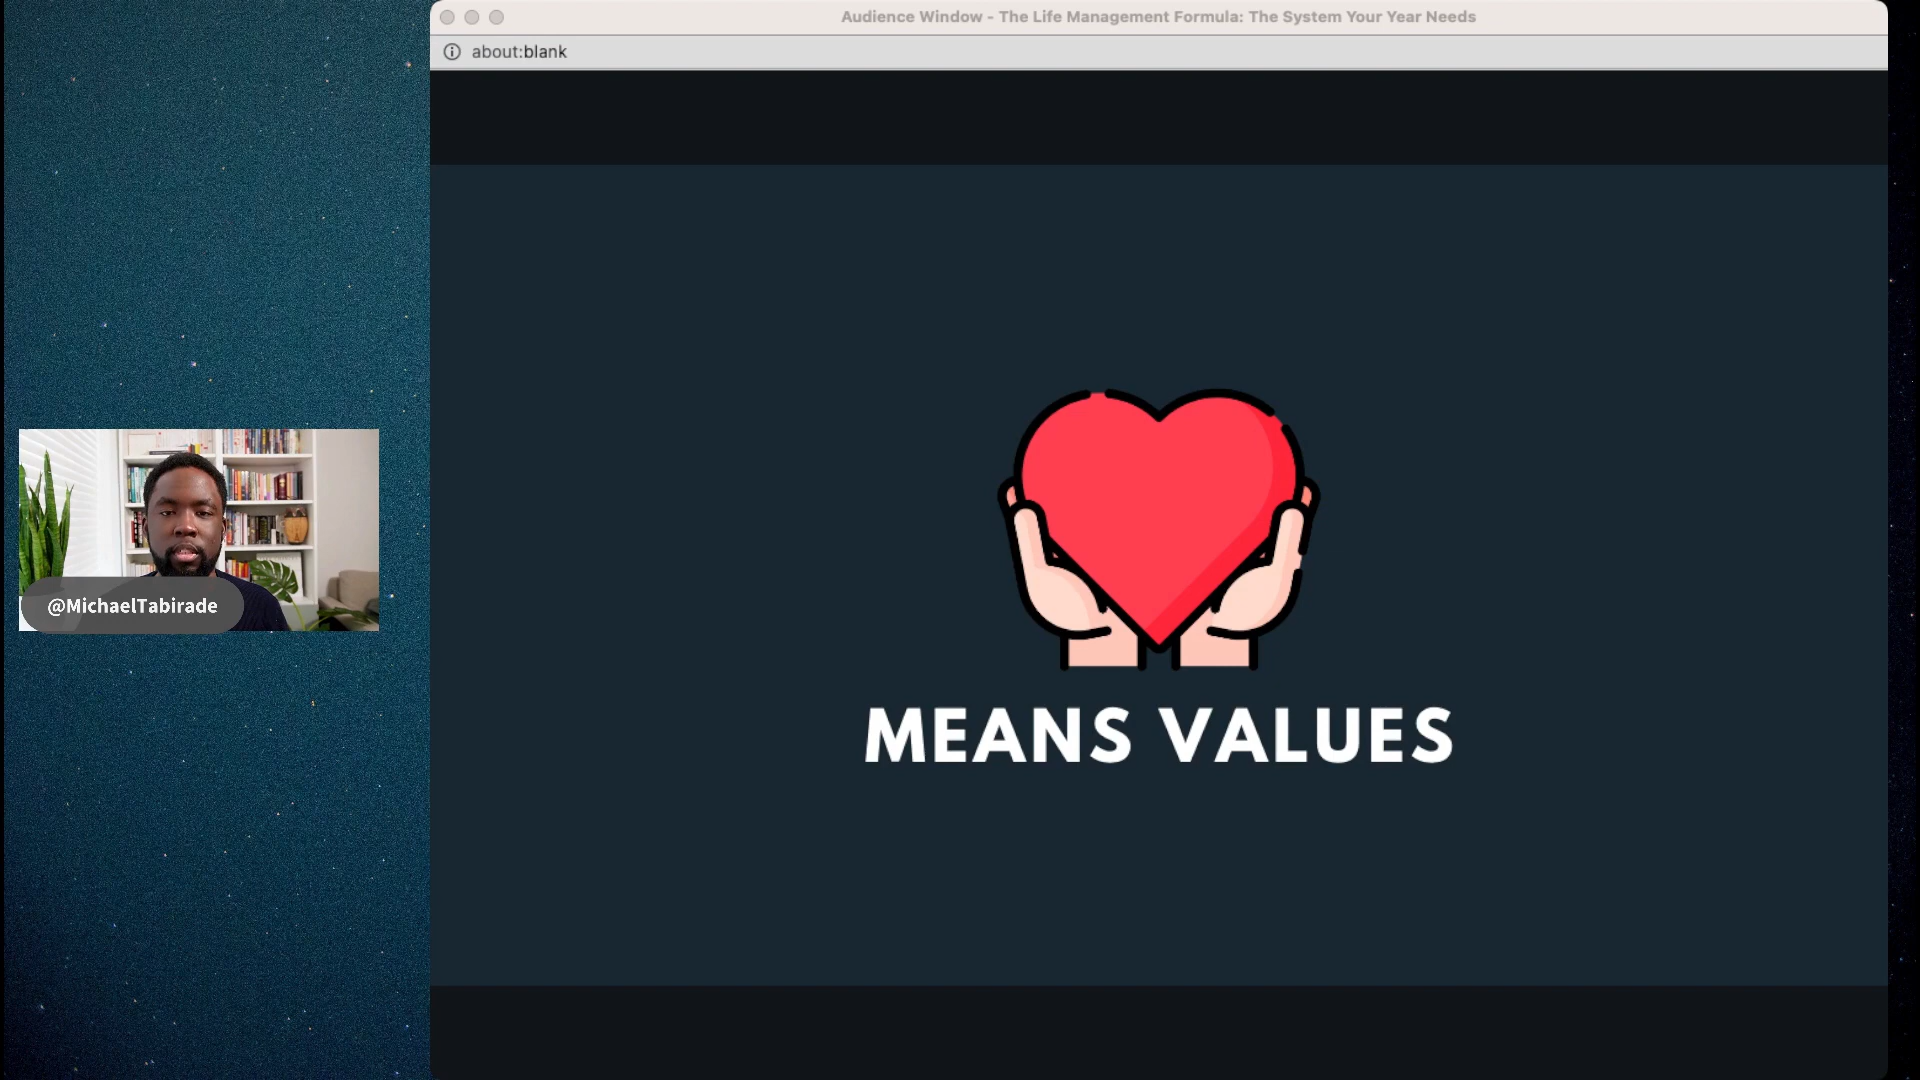 Audience Window - The Life Management Formula: The System Your Year Needs
about:blank
@MichaelTabirade
MEANS VALUES